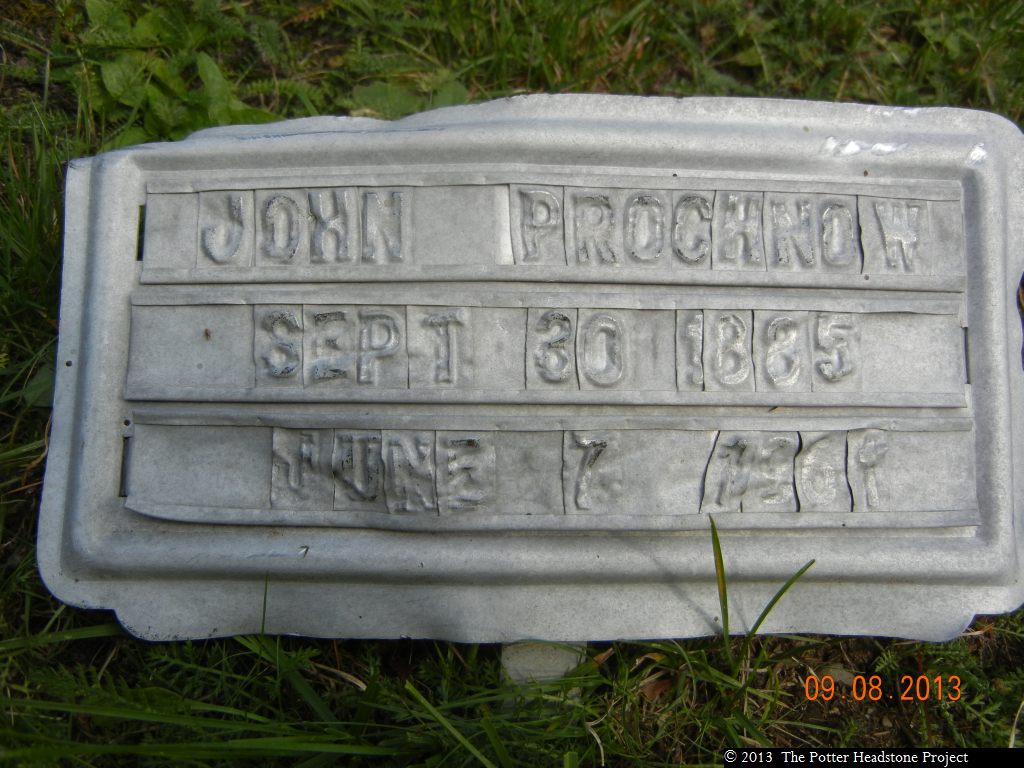 JOHN PROCHNOW
SEPT 30 1885
JUNE 7
09.08.2013
© 2013 The Potter Headstone Project